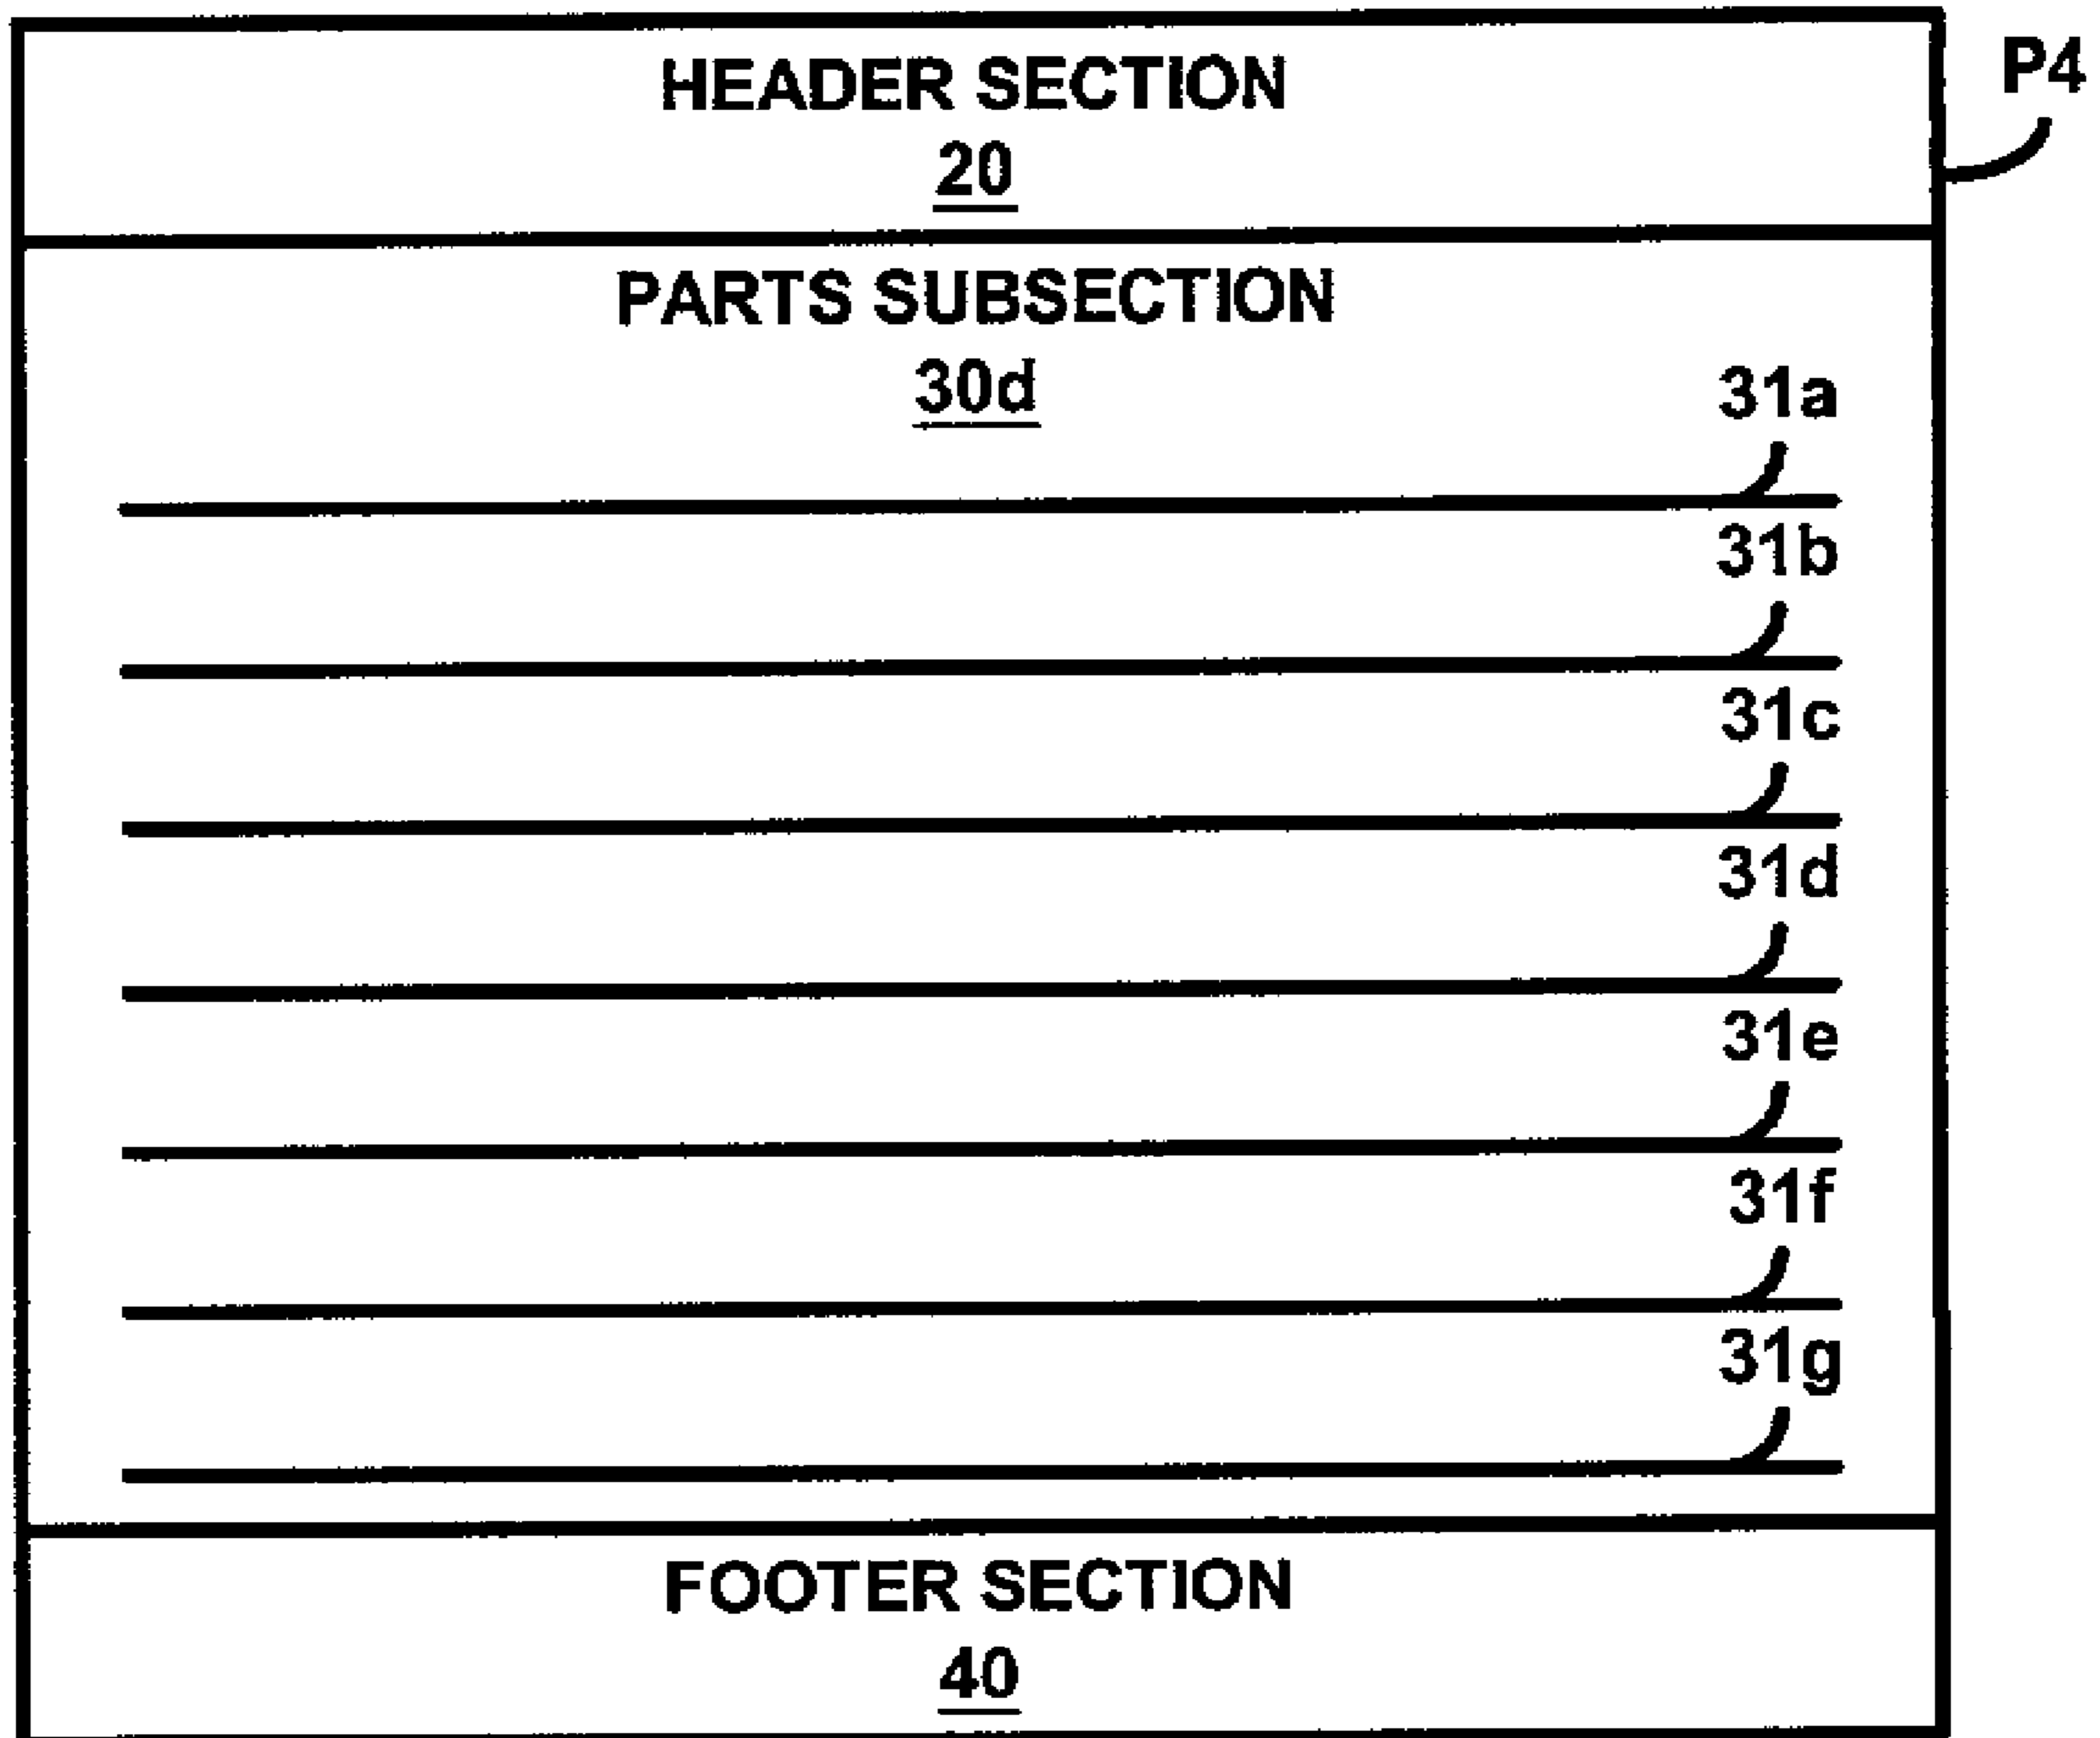 HEADER SECTION
P4
20
PARTS SUBSECTION
30d
31a
31b
31c
31d
31e
31f
31g
FOOTER SECTION
40